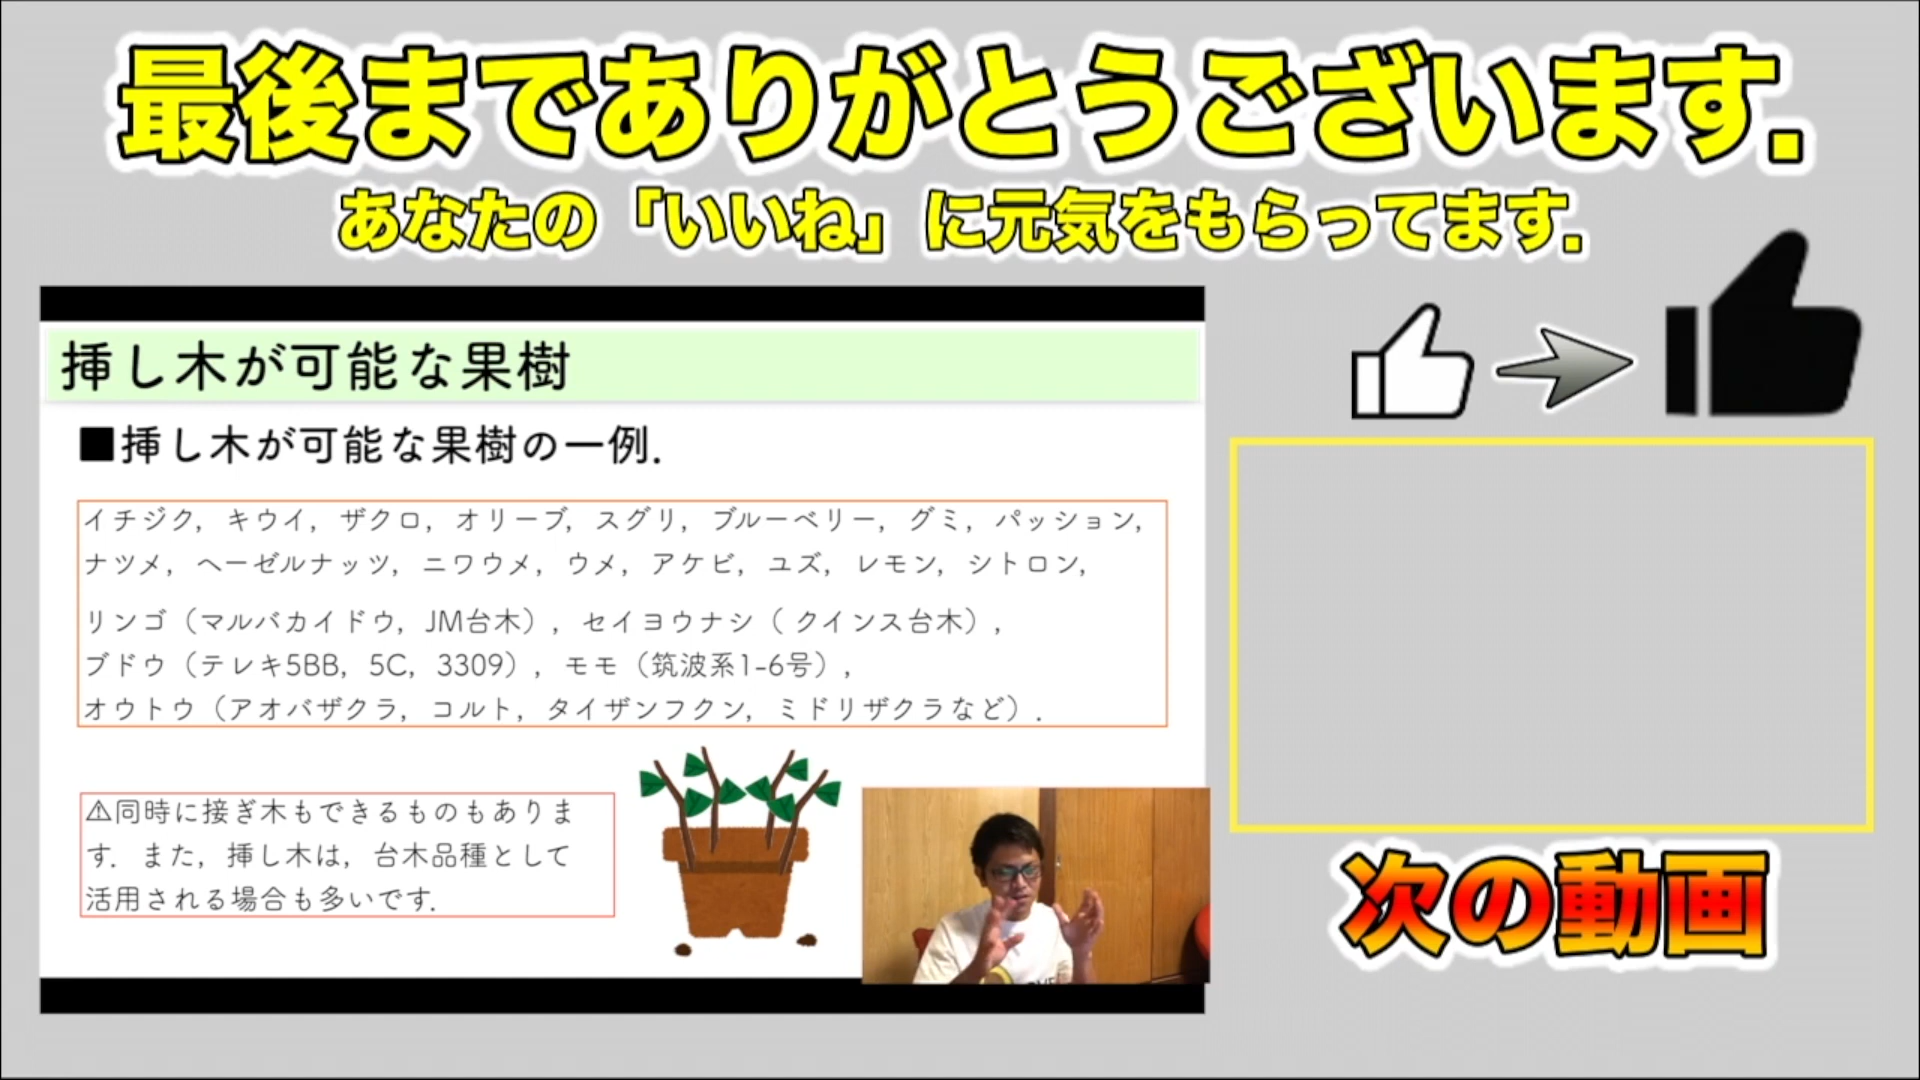 最後までありがとうございます.
あなたの「いいね」に元気をもらってます.
挿し木が可能な果樹
■挿し木が可能な果樹の一例.
イチジク, キウイ, ザクロ, オリーブ, スグリ, ブルーベリー, グミ, パッション,
ナツメ, ヘーゼルナッツ, ニワウメ, ウメ, アケビ, ユズ, レモン, シトロン,
リンゴ（マルバカイドウ, JM台木）, セイヨウナシ（ クインス台木）,
ブドウ（テレキ5BB, 5C, 3309）, モモ（筑波系1-6号）,
オウトウ（アオバザクラ, コルト, タイザンフクン, ミドリザクラなど）.
⚠同時に接ぎ木もできるものもありま
す. また, 挿し木は, 台木品種として
活用される場合も多いです.
次の動画